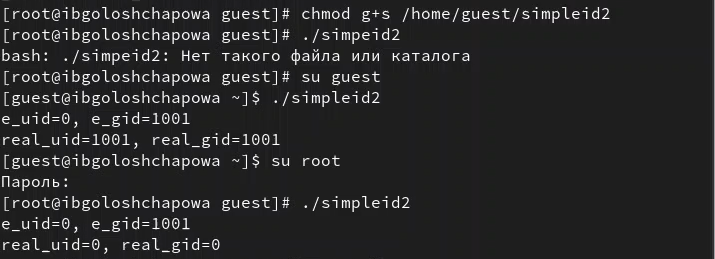 [root@ibgoloshchapowa guest]# chmod g+s /home/guest/simpleid2
[root@ibgoloshchapowa guest]# ./simpeid2
bash: ./simpeid2: Нет такого файла или каталога
[root@ibgoloshchapowa guest]# su guest
[guest@ibgoloshchapowa ~]$ ./simpleid2
e_uid=0, e_gid=1001
real_uid=1001, real_gid=1001
[guest@ibgoloshchapowa ~]$ su root
Пароль:
[root@ibgoloshchapowa guest]# ./simpleid2
e_uid=0, e_gid=1001
real_uid=0, real_gid=0